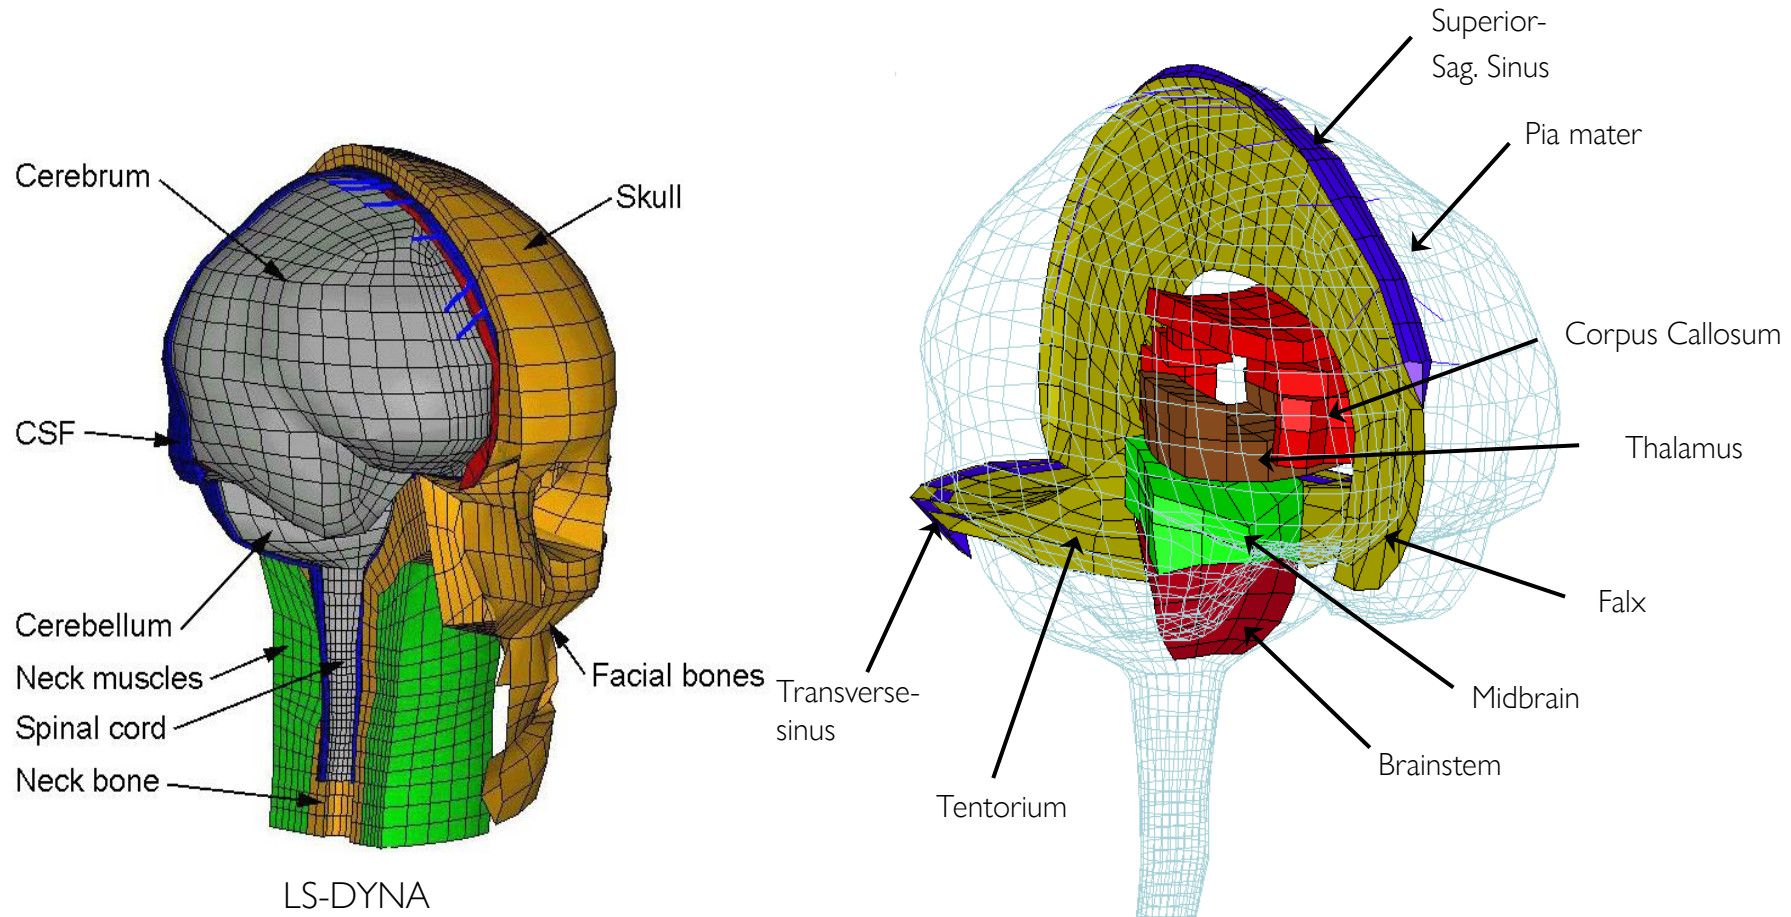 Cerebrum
Skull
CSF
Cerebellum
Neck muscles
Spinal cord
Neck bone
Facial bones
LS-DYNA
Superior-
Sag. Sinus
Pia mater
Corpus Callosum
Thalamus
Falx
Midbrain
Brainstem
Transverse-
sinus
Tentorium